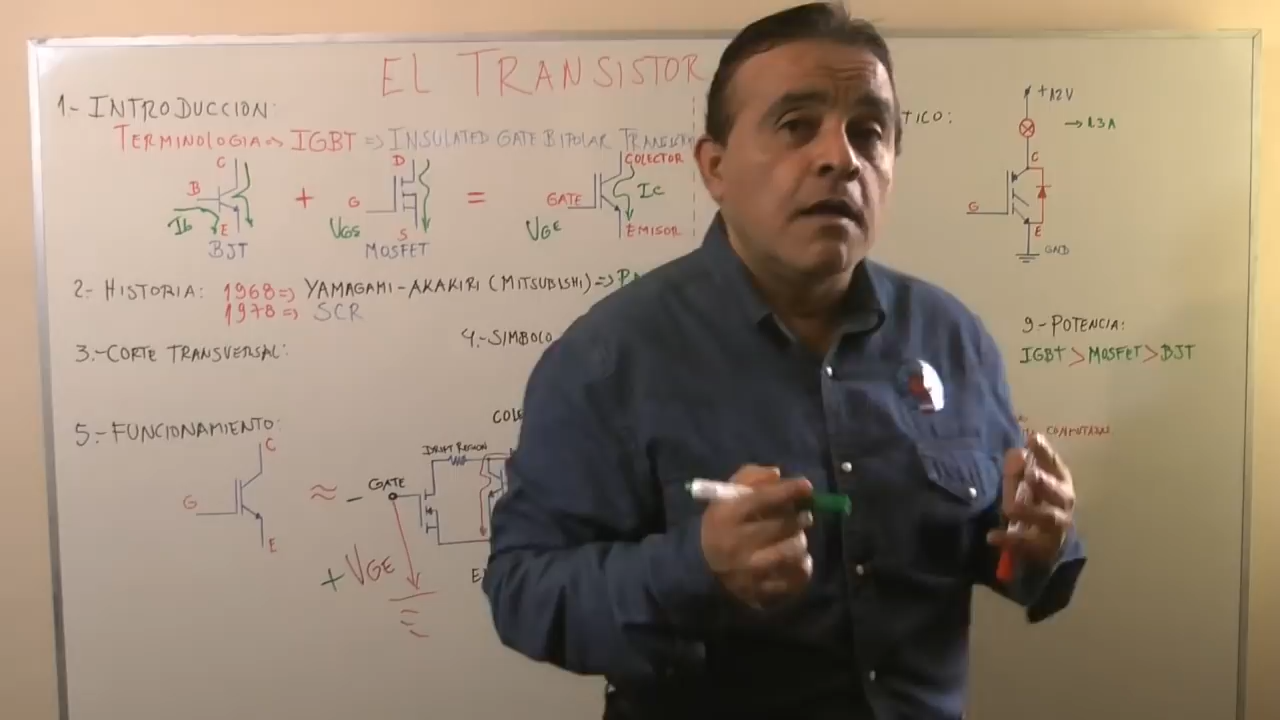 EL TRANSISTOR
1.- INTRODUCCION:
TERMINOLOGIA => IGBT => INSULATED GATE BIPOLAR
C
B
Ib
E
BJT
+
D
G
VGS
S
MOSFET
=
COLECTOR
GATE
Ic
VGE
EMISOR
2.- HISTORIA: 1968 => YAMAGAMI-AKAKIRI (MITSUBISHI) =>
1978 => SCR
3.- CORTE TRANSVERSAL:
4.- SIMBOLO
5.- FUNCIONAMIENTO:
C
G
E
≈
-
GATE
DRIFT REGION
+ VGE
TICO:
+12V
C
G
E
GND
9.- POTENCIA:
IGBT > MOSFET > BJT